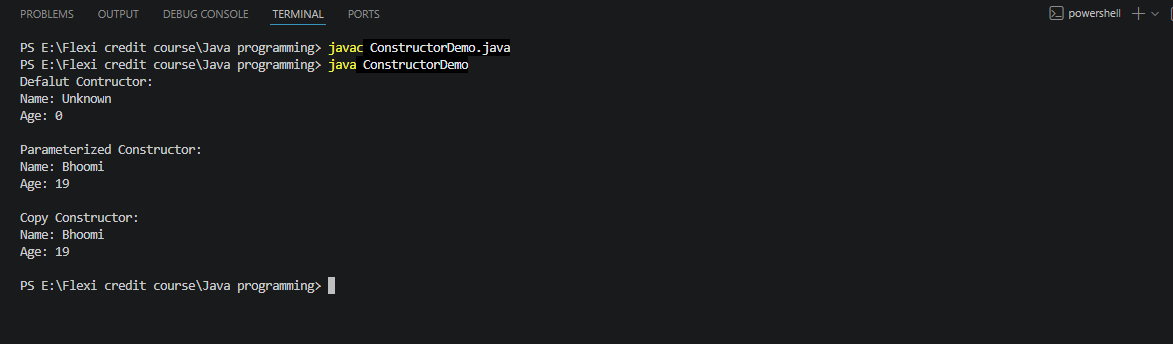 PROBLEMS OUTPUT DEBUG CONSOLE TERMINAL PORTS powershell
PS E:\Flexi credit course\Java programming> javac ConstructorDemo.java
PS E:\Flexi credit course\Java programming> java ConstructorDemo
Defalut Contructor:
Name: Unknown
Age: 0
Parameterized Constructor:
Name: Bhoomi
Age: 19
Copy Constructor:
Name: Bhoomi
Age: 19
PS E:\Flexi credit course\Java programming>